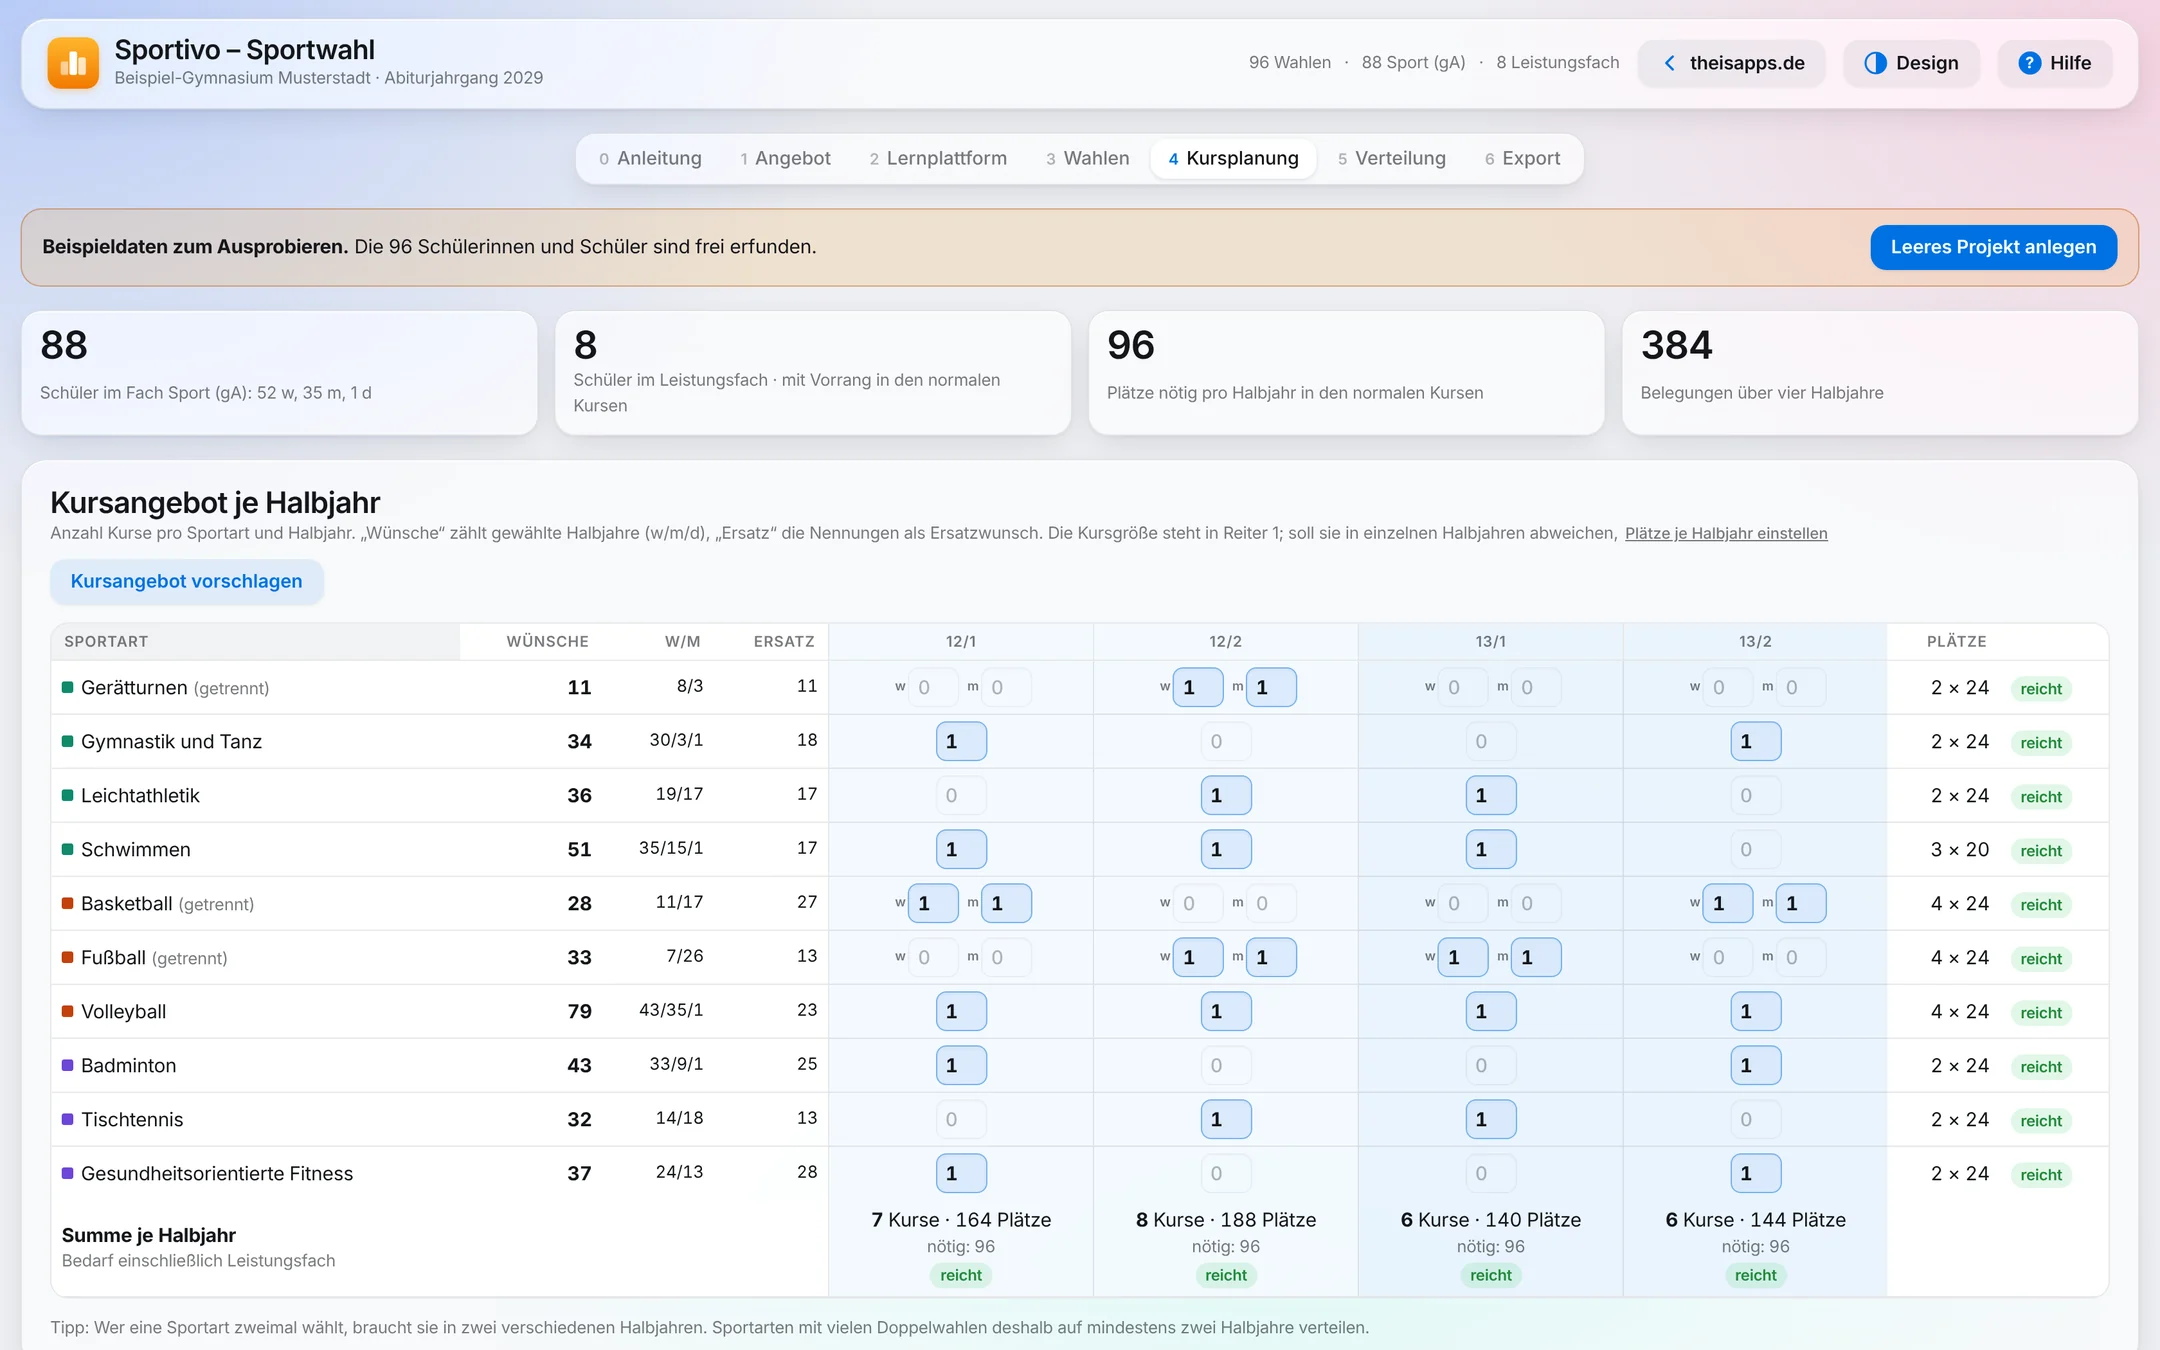 Sportivo – Sportwahl
Beispiel-Gymnasium Musterstadt · Abiturjahrgang 2029
96 Wahlen · 88 Sport (gA) · 8 Leistungsfach
theisapps.de
Design
? Hilfe
0 Anleitung
1 Angebot
2 Lernplattform
3 Wahlen
4 Kursplanung
5 Verteilung
6 Export
Beispieldaten zum Ausprobieren. Die 96 Schülerinnen und Schüler sind frei erfunden.
Leeres Projekt anlegen
88
Schüler im Fach Sport (gA): 52 w, 35 m, 1 d
8
Schüler im Leistungsfach · mit Vorrang in den normalen
Kursen
96
Plätze nötig pro Halbjahr in den normalen Kursen
384
Belegungen über vier Halbjahre
Kursangebot je Halbjahr
Anzahl Kurse pro Sportart und Halbjahr. „Wünsche“ zählt gewählte Halbjahre (w/m/d), „Ersatz“ die Nennungen als Ersatzwunsch. Die Kursgröße steht in Reiter 1; soll sie in einzelnen Halbjahren abweichen, Plätze je Halbjahr einstellen
Kursangebot vorschlagen
SPORTART WÜNSCHE W/M ERSATZ 12/1 12/2 13/1 13/2 PLÄTZE
Gerätturnen (getrennt) 11 8/3 11 w 0 m 0 w 1 m 1 w 0 m 0 w 0 m 0 2 × 24 reicht
Gymnastik und Tanz 34 30/3/1 18 1 0 0 1 2 × 24 reicht
Leichtathletik 36 19/17 17 0 1 1 0 2 × 24 reicht
Schwimmen 51 35/15/1 17 1 1 1 0 3 × 20 reicht
Basketball (getrennt) 28 11/17 27 w 1 m 1 w 0 m 0 w 0 m 0 w 1 m 1 4 × 24 reicht
Fußball (getrennt) 33 7/26 13 w 0 m 0 w 1 m 1 w 1 m 1 w 0 m 0 4 × 24 reicht
Volleyball 79 43/35/1 23 1 1 1 1 4 × 24 reicht
Badminton 43 33/9/1 25 1 0 0 1 2 × 24 reicht
Tischtennis 32 14/18 13 0 1 1 0 2 × 24 reicht
Gesundheitsorientierte Fitness 37 24/13 28 1 0 0 1 2 × 24 reicht
Summe je Halbjahr
Bedarf einschließlich Leistungsfach
7 Kurse · 164 Plätze
nötig: 96
reicht
8 Kurse · 188 Plätze
nötig: 96
reicht
6 Kurse · 140 Plätze
nötig: 96
reicht
6 Kurse · 144 Plätze
nötig: 96
reicht
Tipp: Wer eine Sportart zweimal wählt, braucht sie in zwei verschiedenen Halbjahren. Sportarten mit vielen Doppelwahlen deshalb auf mindestens zwei Halbjahre verteilen.